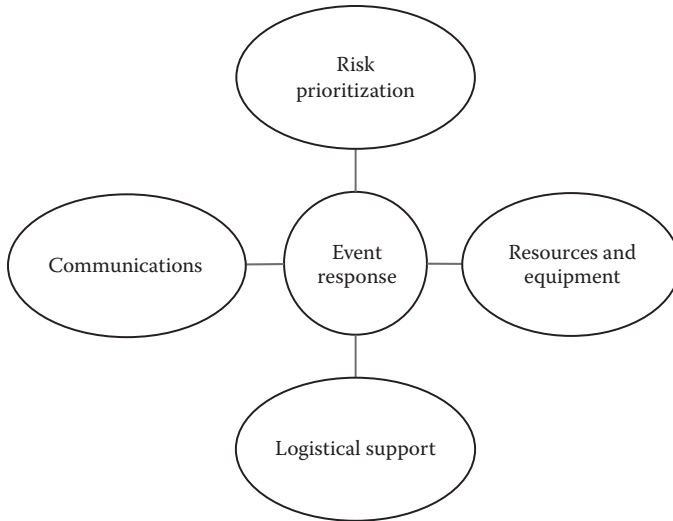 Risk
prioritization
Communications
Event
response
Resources and
equipment
Logistical support